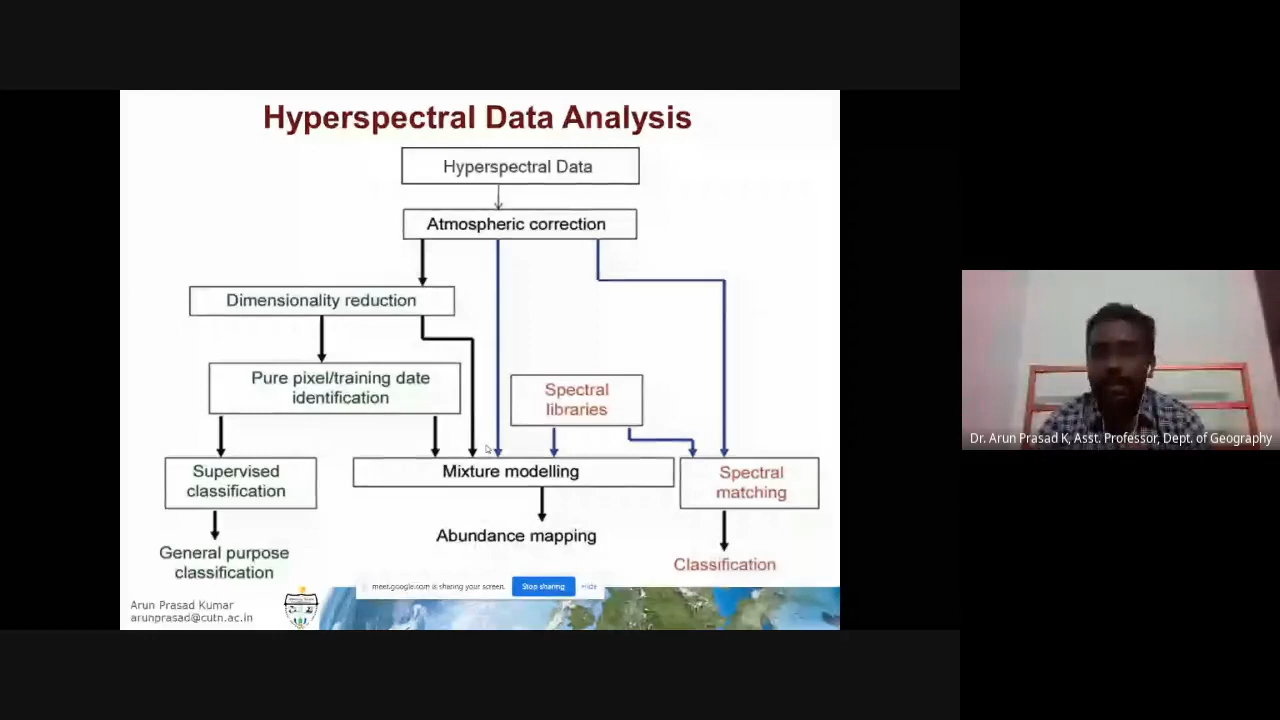 Hyperspectral Data Analysis
Hyperspectral Data
Atmospheric correction
Dimensionality reduction
Pure pixel/training date
identification
Spectral
libraries
Supervised
classification
Mixture modelling
Spectral
matching
Abundance mapping
General purpose
classification
Classification
meet.google.com is sharing your screen.
Stop sharing
Hide
Arun Prasad Kumar
arunprasad@cutn.ac.in
Dr. Arun Prasad K, Asst. Professor, Dept. of Geography